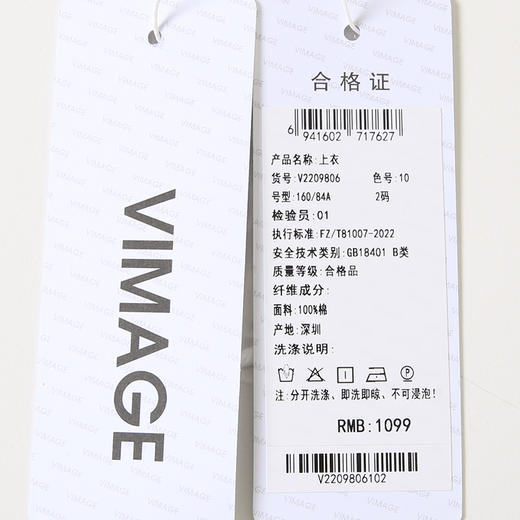 VIMAGE
合格证
6 941602 717627
产品名称:上衣
货号:V2209806 色号:10
号型:160/84A 2码
检验员:01
执行标准:FZ/T81007-2022
安全技术类别:GB18401 B类
质量等级:合格品
纤维成分:
面料:100%棉
产地:深圳
洗涤说明:
注:分开洗涤、即洗即晾、不可浸泡!
RMB:1099
V2209806102